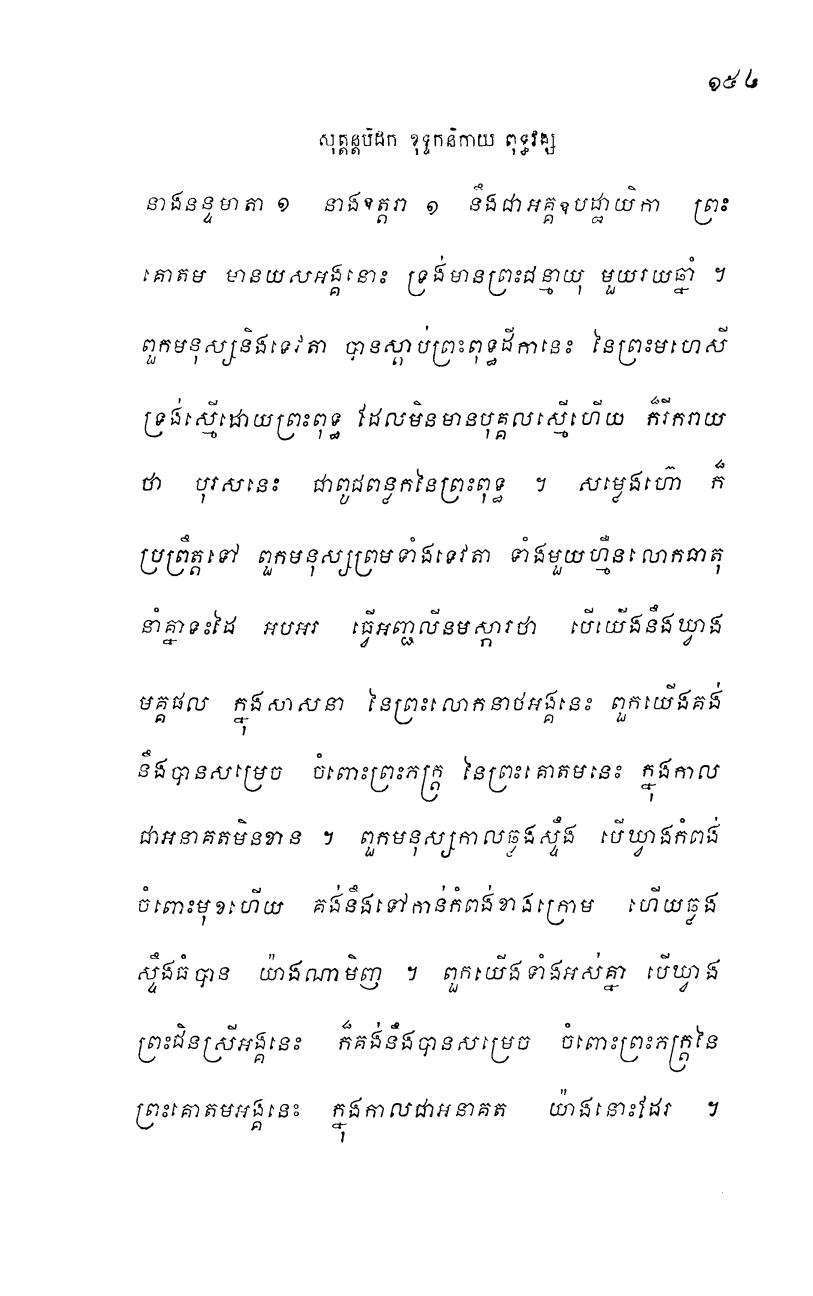 ១៥៤
សុត្តន្តបិដក ខុទ្ទកនិកាយ ពុទ្ធវង្ស
នាងនន្ទមាតា ១ នាងឧត្តរា ១ នឹងជាអគ្គឧបដ្ឋាយិកា ព្រះ
គោតម មានយសអង្គនោះ ទ្រង់មានព្រះជន្មាយុ មួយរយឆ្នាំ ។
ពួកមនុស្សនិងទេវតា បានស្តាប់ព្រះពុទ្ធដីកានេះ នៃព្រះមហេសី
ទ្រង់ស្មើដោយព្រះពុទ្ធ ដែលមិនមានបុគ្គលស្មើហើយ ក៏រីករាយ
ថា បុរសនេះ ជាពូជពន្លកនៃព្រះពុទ្ធ ។ សម្លេងហ៊ោ ក៏
ប្រព្រឹត្តទៅ ពួកមនុស្សព្រមទាំងទេវតា ទាំងមួយហ្មឺនលោកធាតុ
នាំគ្នាទះដៃ អបអរ ធ្វើអញ្ជលីនមស្ការថា បើយើងនឹងឃ្វាង
មគ្គផល ក្នុងសាសនា នៃព្រះលោកនាថអង្គនេះ ពួកយើងគង់
នឹងបានសម្រេច ចំពោះព្រះភក្ត្រ នៃព្រះគោតមនេះ ក្នុងកាល
ជាអនាគតមិនខាន ។ ពួកមនុស្សកាលឆ្លងស្ទឹង បើឃ្វាងកំពង់
ចំពោះមុខហើយ គង់នឹងទៅកាន់កំពង់ខាងក្រោម ហើយឆ្លង
ស្ទឹងធំបាន យ៉ាងណាមិញ ។ ពួកយើងទាំងអស់គ្នា បើឃ្វាង
ព្រះជិនស្រីអង្គនេះ ក៏គង់នឹងបានសម្រេច ចំពោះព្រះភក្ត្រនៃ
ព្រះគោតមអង្គនេះ ក្នុងកាលជាអនាគត យ៉ាងនោះដែរ ។